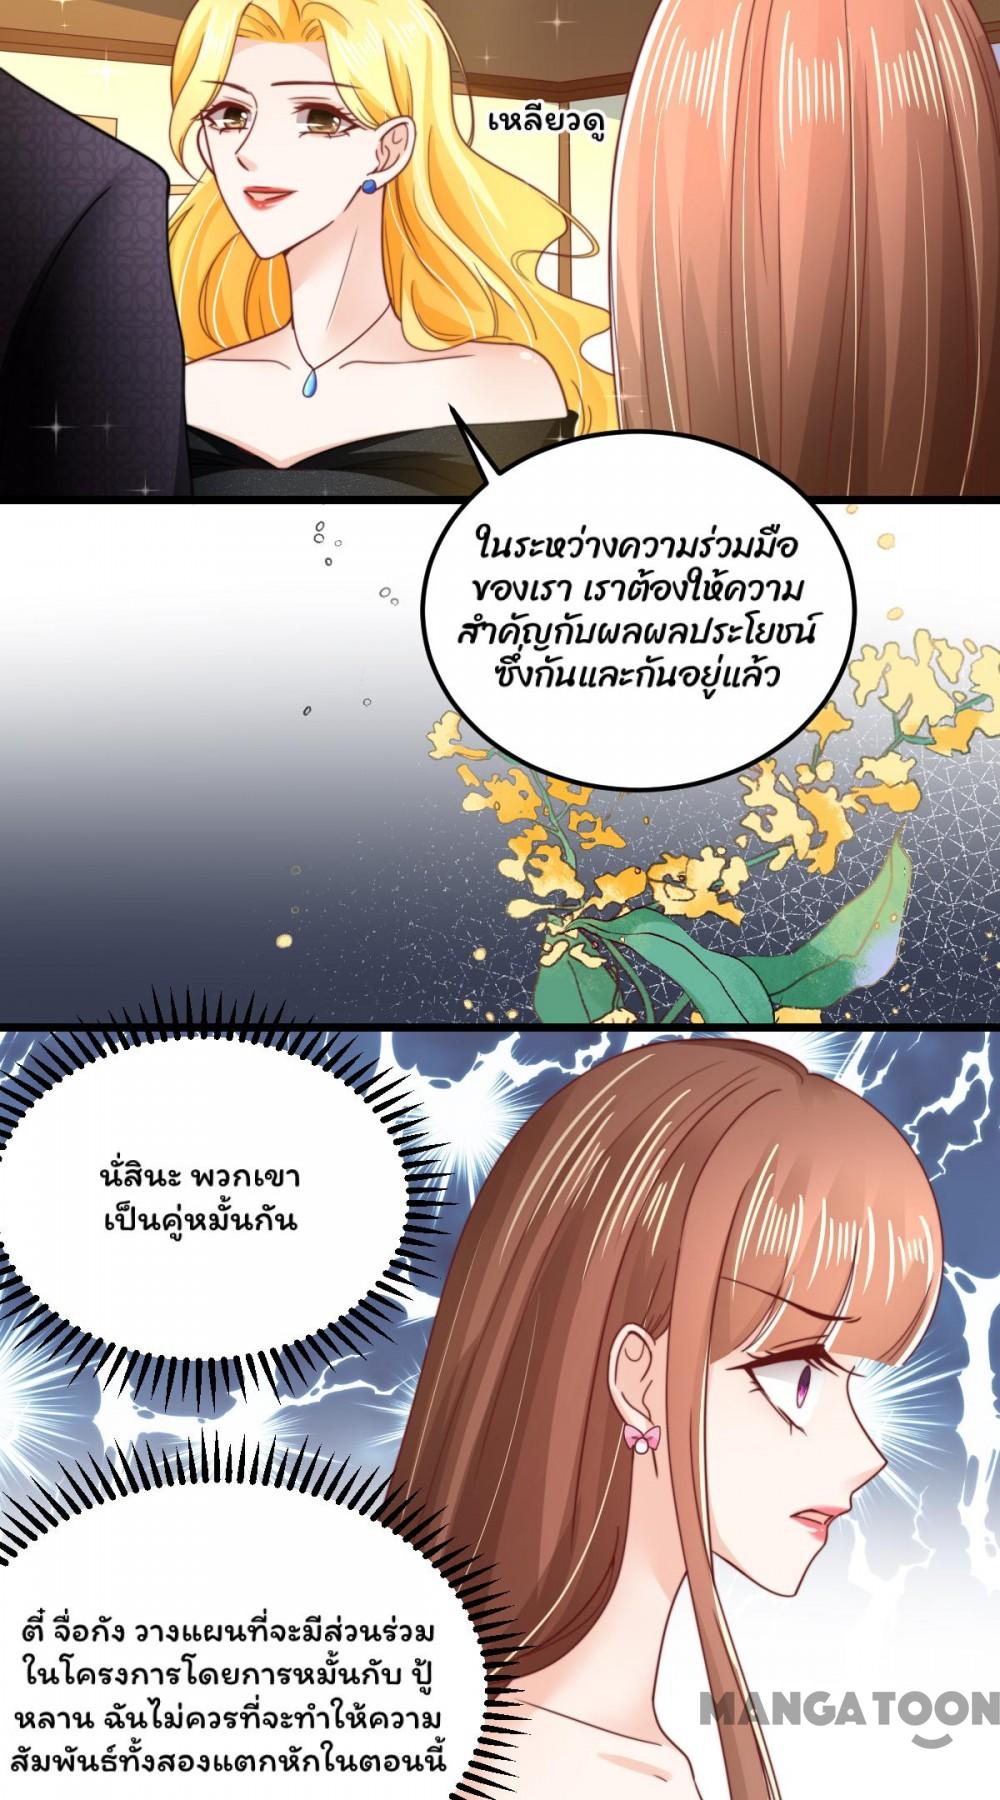 เหลียวดู
ในระหว่างความร่วมมือ
ของเรา เราต้องให้ความ
สำคัญกับผลผลประโยชน์
ซึ่งกันและกันอยู่แล้ว
นั่สินะ พวกเขา
เป็นคู่หมั้นกัน
ตี๋ จื่อกัง วางแผนที่จะมีส่วนร่วม
ในโครงการโดยการหมั้นกับ ปู้
หลาน ฉันไม่ควรที่จะทำให้ความ
สัมพันธ์ทั้งสองแตกหักในตอนนี้
MANGATOON